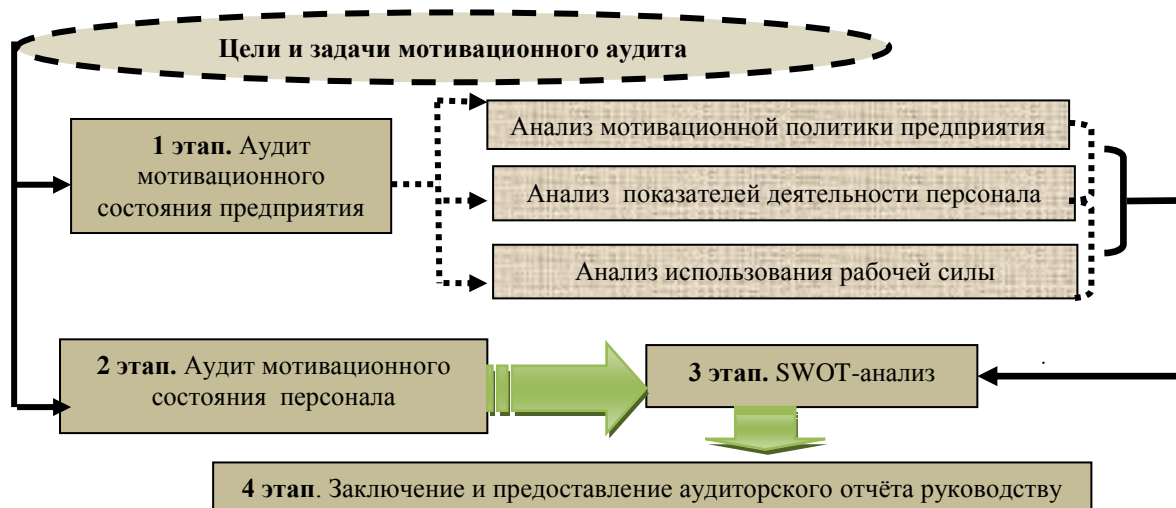 Цели и задачи мотивационного аудита
1 этап. Аудит
мотивационного
состояния предприятия
Анализ мотивационной политики предприятия
Анализ показателей деятельности персонала
Анализ использования рабочей силы
2 этап. Аудит мотивационного
состояния персонала
3 этап. SWOT-анализ
4 этап. Заключение и предоставление аудиторского отчёта руководству